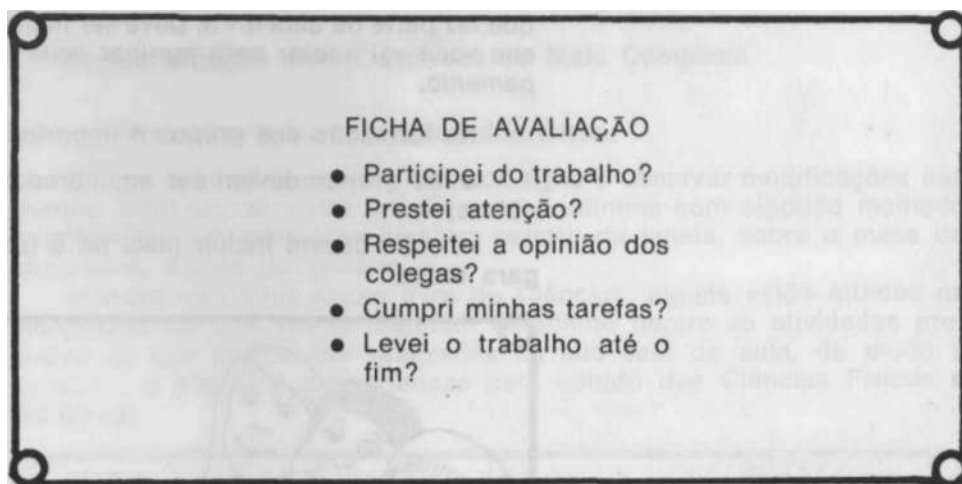 FICHA DE AVALIAÇÃO
● Participei do trabalho?
● Prestei atenção?
● Respeitei a opinião dos
colegas?
● Cumpri minhas tarefas?
● Levei o trabalho até o
fim?